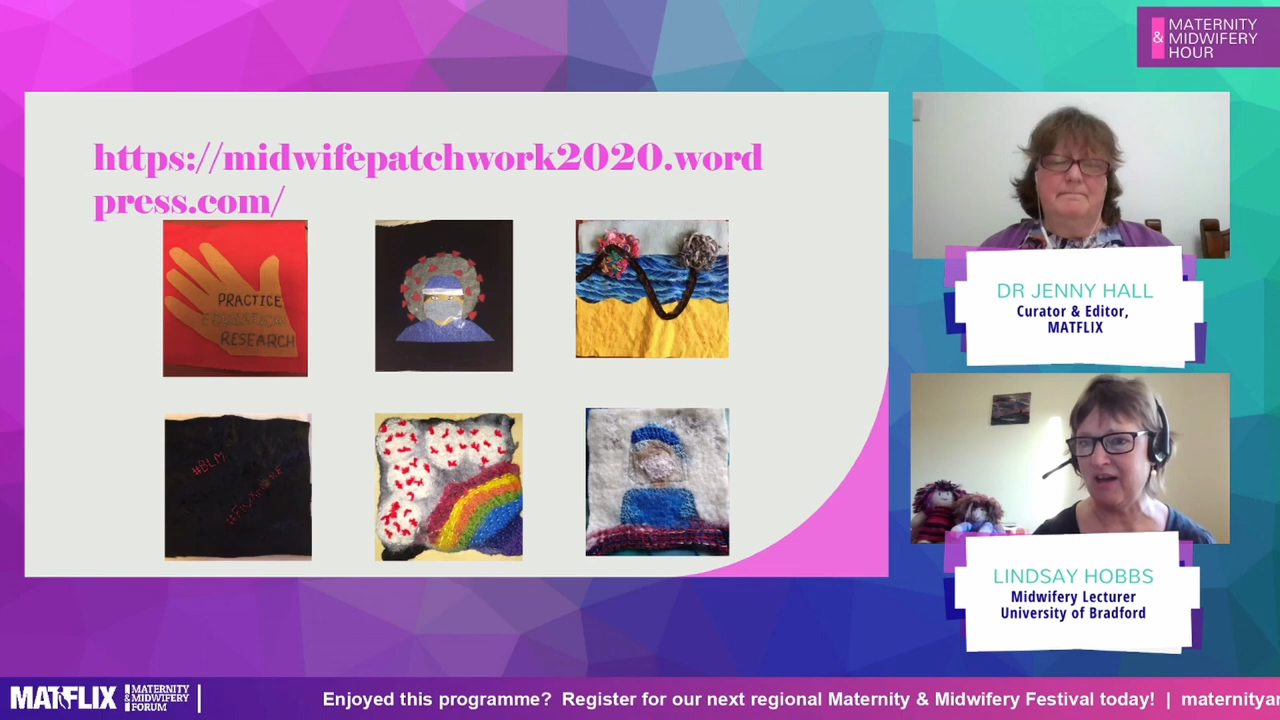 & MATERNITY
MIDWIFERY
HOUR
https://midwifepatchwork2020.word
press.com/
PRACTICE
EDUCATION
RESEARCH
#BLM
DR JENNY HALL
Curator & Editor,
MATFLIX
LINDSAY HOBBS
Midwifery Lecturer
University of Bradford
MATFLIX
MATERNITY
& MIDWIFERY
FORUM
Enjoyed this programme? Register for our next regional Maternity & Midwifery Festival today! |